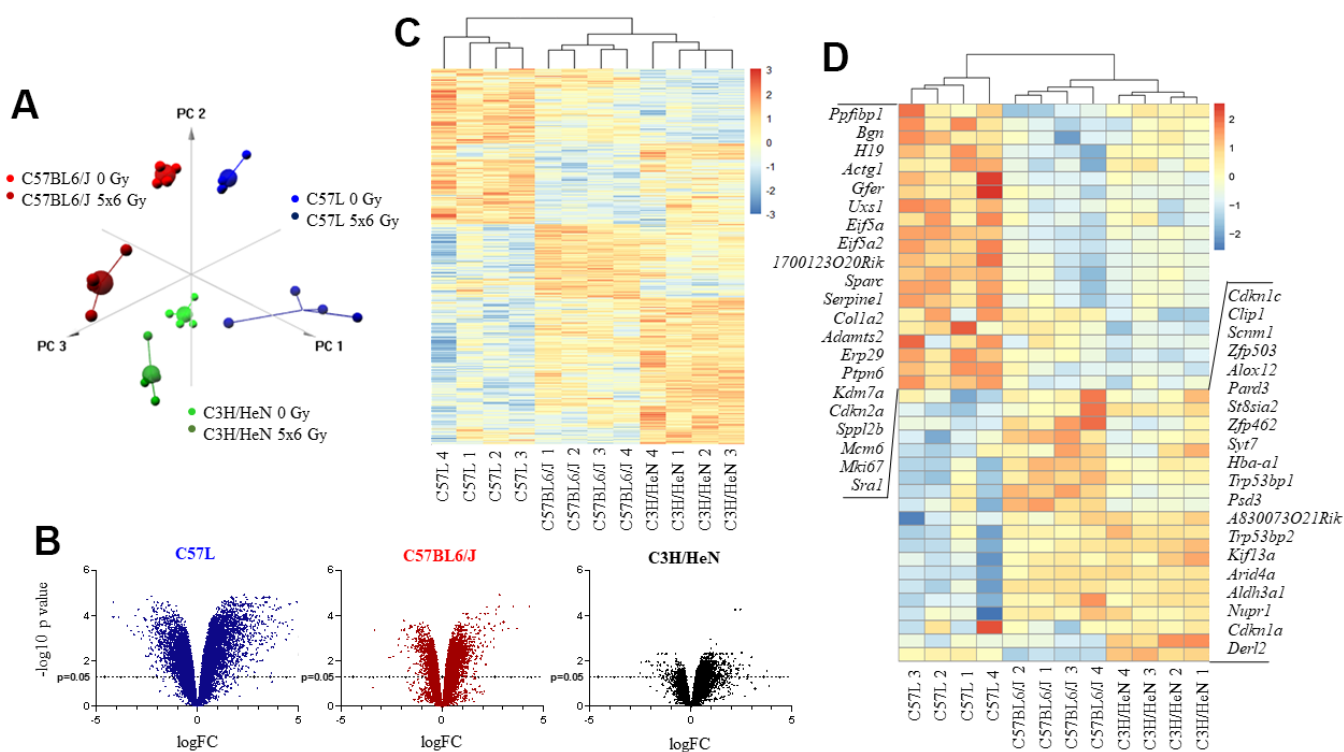 A
PC 2
C57BL6/J 0 Gy
C57BL6/J 5x6 Gy
C57L 0 Gy
C57L 5x6 Gy
PC 3
PC 1
C3H/HeN 0 Gy
C3H/HeN 5x6 Gy
B
C57L
C57BL6/J
C3H/HeN
-log10 p value
6
4
2
0
p=0.05
-5
0
5
logFC
6
4
2
0
p=0.05
-5
0
5
logFC
6
4
2
0
p=0.05
-5
0
5
logFC
C
3
2
1
0
-1
-2
-3
C57L 4
C57L 1
C57L 2
C57L 3
C57BL6/J 1
C57BL6/J 2
C57BL6/J 3
C57BL6/J 4
C3H/HeN 4
C3H/HeN 1
C3H/HeN 2
C3H/HeN 3
D
Ppfibp1
Bgn
H19
Actg1
Gfer
Uxs1
Eif5a
Eif5a2
1700123O20Rik
Sparc
Serpine1
Col1a2
Adamts2
Erp29
Ptpn6
Kdm7a
Cdkn2a
Sppl2b
Mcm6
Mki67
Sra1
2
1
0
-1
-2
Cdkn1c
Clip1
Scnm1
Zfp503
Alox12
Pard3
St8sia2
Zfp462
Syt7
Hba-a1
Trp53bp1
Psd3
A830073O21Rik
Trp53bp2
Kif13a
Arid4a
Aldh3a1
Nupr1
Cdkn1a
Derl2
C57L 3
C57L 2
C57L 1
C57L 4
C57BL6/J 2
C57BL6/J 1
C57BL6/J 3
C57BL6/J 4
C3H/HeN 4
C3H/HeN 3
C3H/HeN 2
C3H/HeN 1